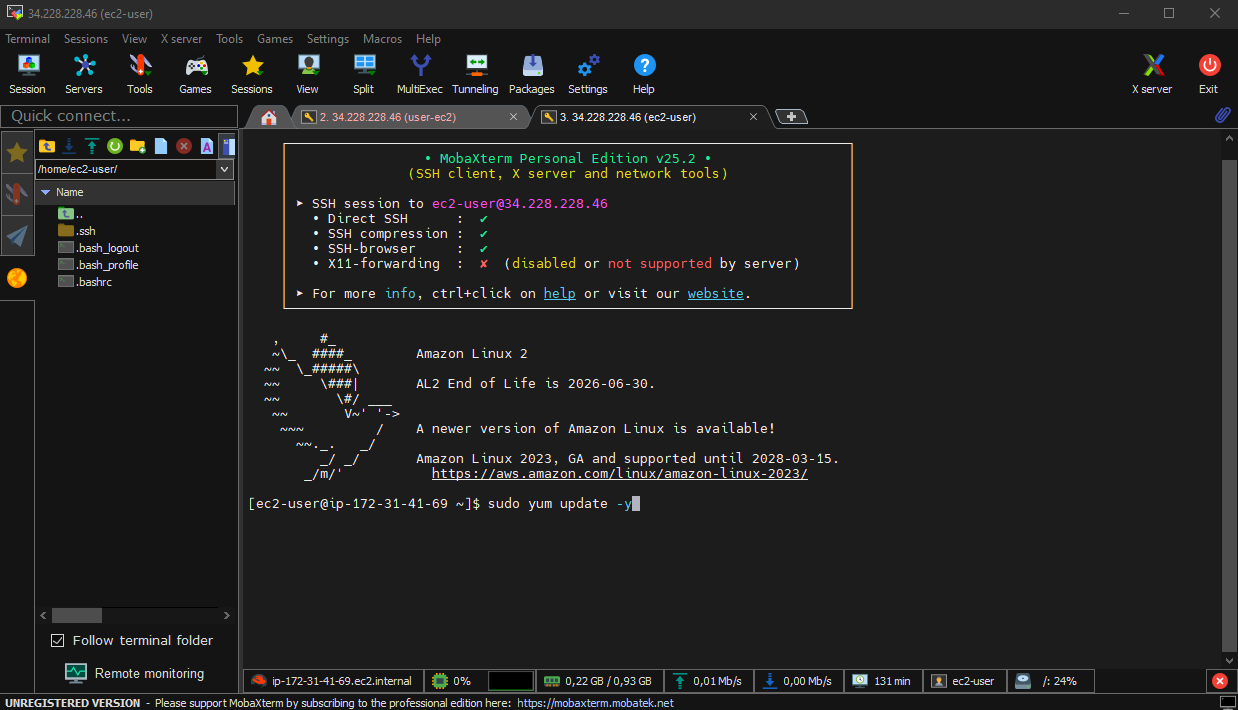 34.228.228.46 (ec2-user)
Terminal Sessions View X server Tools Games Settings Macros Help
Session Servers Tools Games Sessions View Split MultiExec Tunneling Packages Settings Help X server Exit
Quick connect...
2. 34.228.228.46 (user-ec2)
3. 34.228.228.46 (ec2-user)
/home/ec2-user/
Name
..
.ssh
.bash_logout
.bash_profile
.bashrc
Follow terminal folder
Remote monitoring
• MobaXterm Personal Edition v25.2 •
(SSH client, X server and network tools)
➤ SSH session to ec2-user@34.228.228.46
• Direct SSH : ✔
• SSH compression : ✔
• SSH-browser : ✔
• X11-forwarding : ✘ (disabled or not supported by server)
➤ For more info, ctrl+click on help or visit our website.
   ,     #_
   ~\_  ####_        Amazon Linux 2
  ~~  \_#####\
  ~~     \###|       AL2 End of Life is 2026-06-30.
  ~~       \#/ ___
   ~~       V~' '->
    ~~~         /    A newer version of Amazon Linux is available!
      ~~._.   _/
         _/ _/       Amazon Linux 2023, GA and supported until 2028-03-15.
       _/m/'           https://aws.amazon.com/linux/amazon-linux-2023/
[ec2-user@ip-172-31-41-69 ~]$ sudo yum update -y
ip-172-31-41-69.ec2.internal 0% 0,22 GB / 0,93 GB 0,01 Mb/s 0,00 Mb/s 131 min ec2-user /: 24%
UNREGISTERED VERSION - Please support MobaXterm by subscribing to the professional edition here: https://mobaxterm.mobatek.net